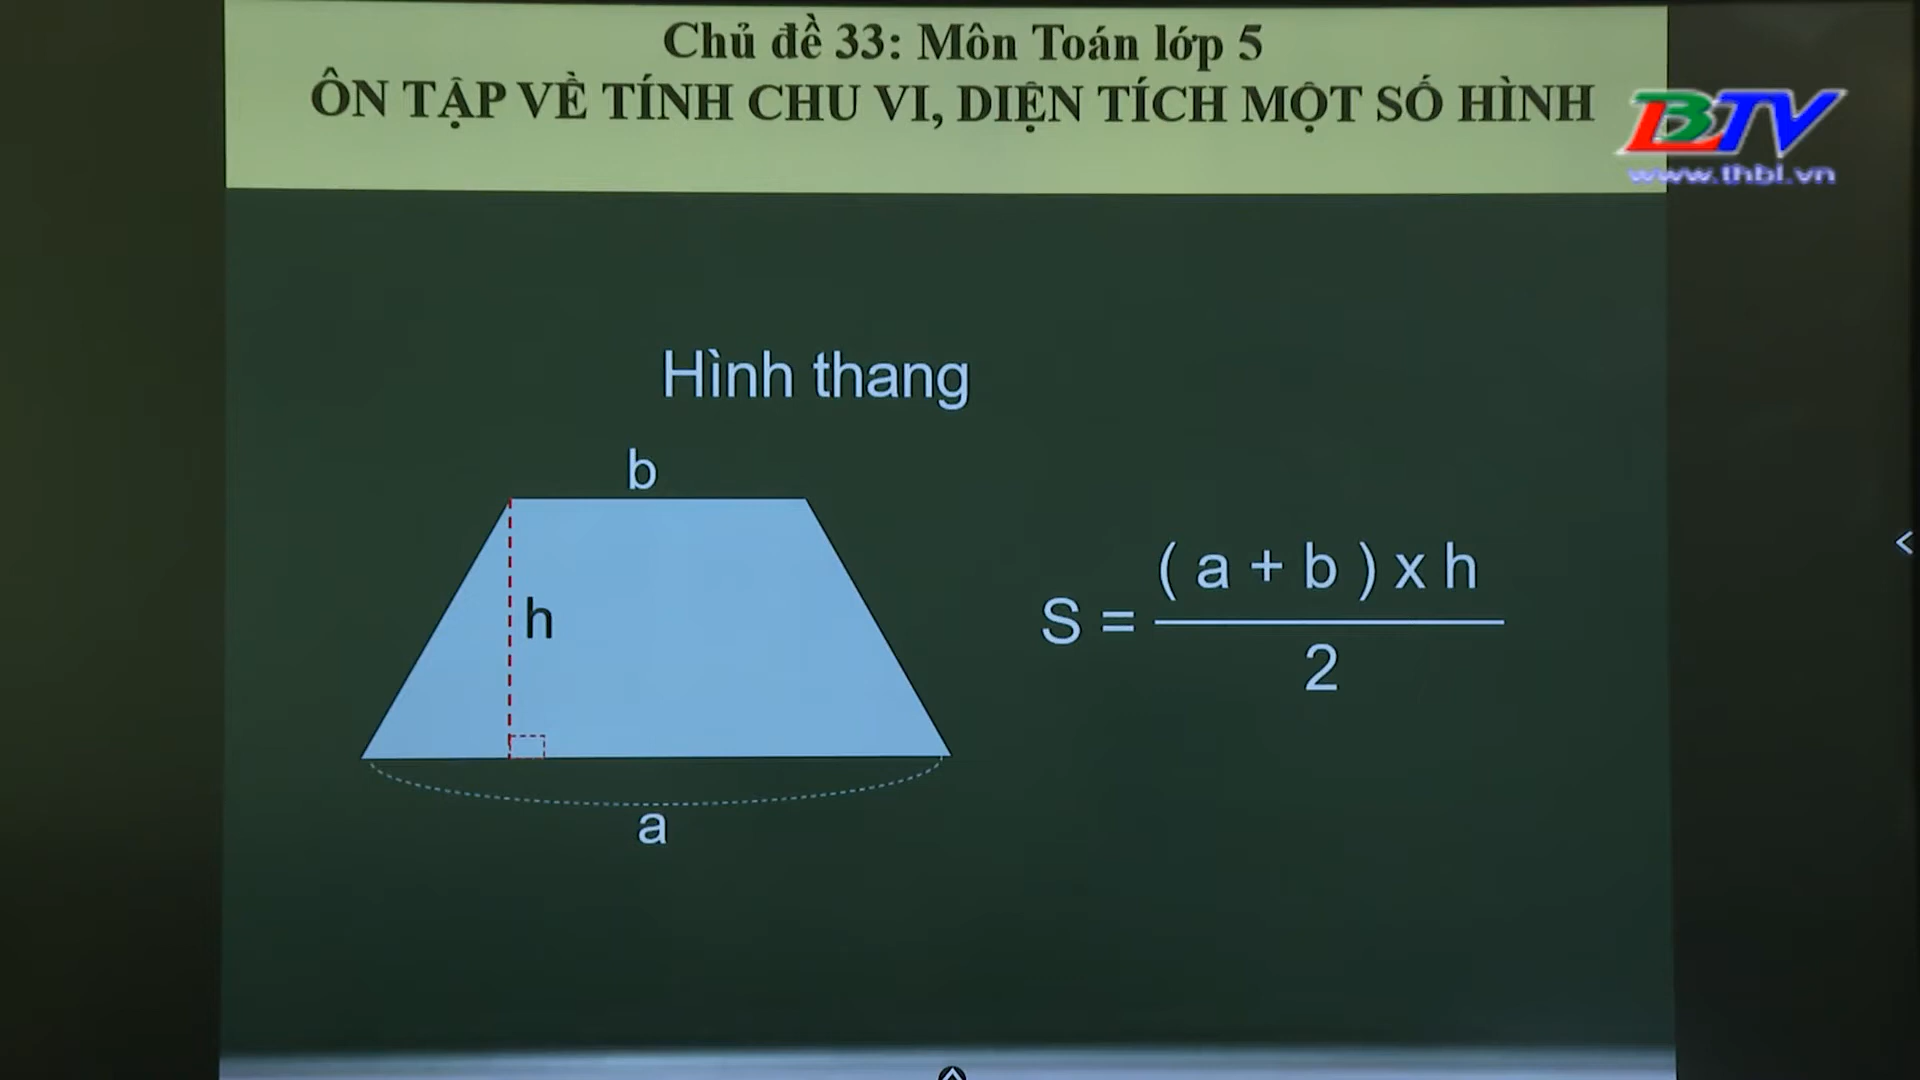 Chủ đề 33: Môn Toán lớp 5
ÔN TẬP VỀ TÍNH CHU VI, DIỆN TÍCH MỘT SỐ HÌNH
BTV
www.thbl.vn
Hình thang
b
h
a
S = ( a + b ) x h
2